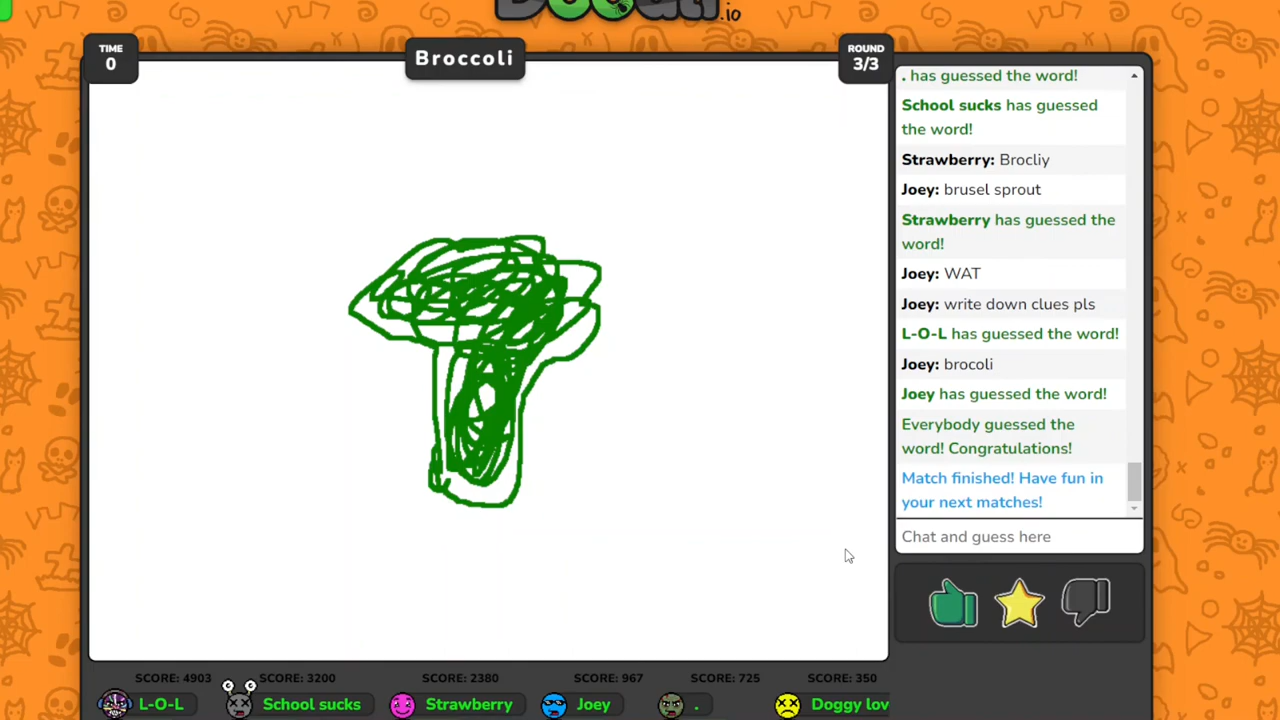 .io
TIME
0
Broccoli
ROUND
3/3
. has guessed the word!
School sucks has guessed
the word!
Strawberry: Brocliy
Joey: brusel sprout
Strawberry has guessed the
word!
Joey: WAT
Joey: write down clues pls
L-O-L has guessed the word!
Joey: brocoli
Joey has guessed the word!
Everybody guessed the
word! Congratulations!
Match finished! Have fun in
your next matches!
Chat and guess here
SCORE: 4903 SCORE: 3200 SCORE: 2380 SCORE: 967 SCORE: 725 SCORE: 350
L-O-L School sucks Strawberry Joey . Doggy lov